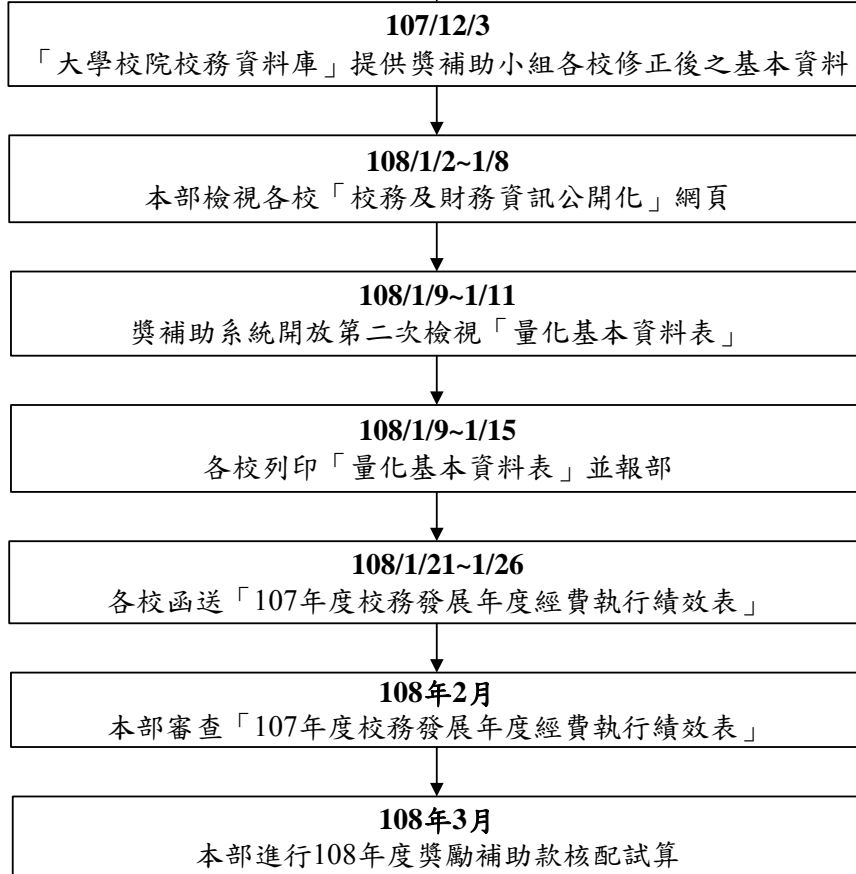 107/12/3
「大學校院校務資料庫」提供獎補助小組各校修正後之基本資料
108/1/2~1/8
本部檢視各校「校務及財務資訊公開化」網頁
108/1/9~1/11
獎補助系統開放第二次檢視「量化基本資料表」
108/1/9~1/15
各校列印「量化基本資料表」並報部
108/1/21~1/26
各校函送「107年度校務發展年度經費執行績效表」
108年2月
本部審查「107年度校務發展年度經費執行績效表」
108年3月
本部進行108年度獎勵補助款核配試算